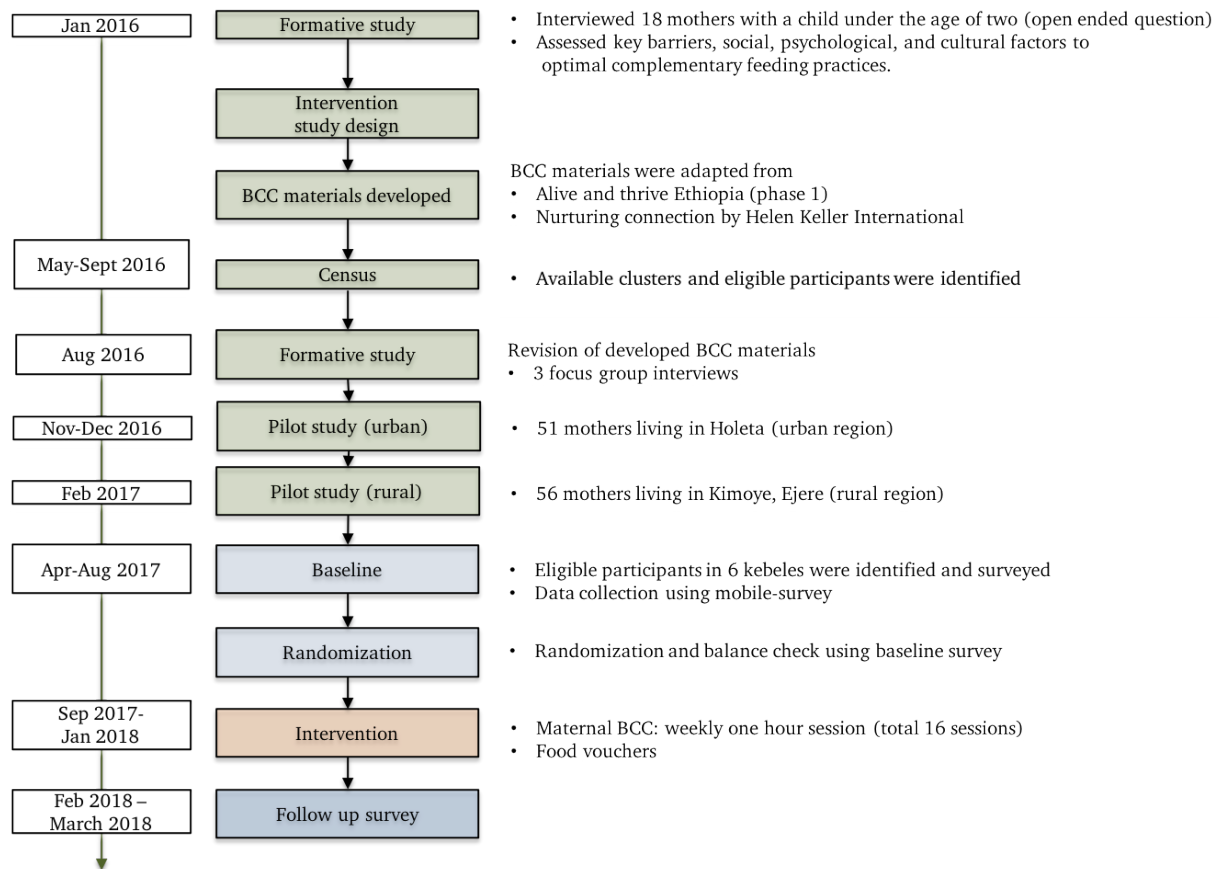 Jan 2016
Formative study
• Interviewed 18 mothers with a child under the age of two (open ended question)
• Assessed key barriers, social, psychological, and cultural factors to
optimal complementary feeding practices.
Intervention
study design
BCC materials developed
BCC materials were adapted from
• Alive and thrive Ethiopia (phase 1)
• Nurturing connection by Helen Keller International
May-Sept 2016
Census
• Available clusters and eligible participants were identified
Aug 2016
Formative study
Revision of developed BCC materials
• 3 focus group interviews
Nov-Dec 2016
Pilot study (urban)
• 51 mothers living in Holeta (urban region)
Feb 2017
Pilot study (rural)
• 56 mothers living in Kimoye, Ejere (rural region)
Apr-Aug 2017
Baseline
• Eligible participants in 6 kebeles were identified and surveyed
• Data collection using mobile-survey
Randomization
• Randomization and balance check using baseline survey
Sep 2017-
Jan 2018
Intervention
• Maternal BCC: weekly one hour session (total 16 sessions)
• Food vouchers
Feb 2018 –
March 2018
Follow up survey